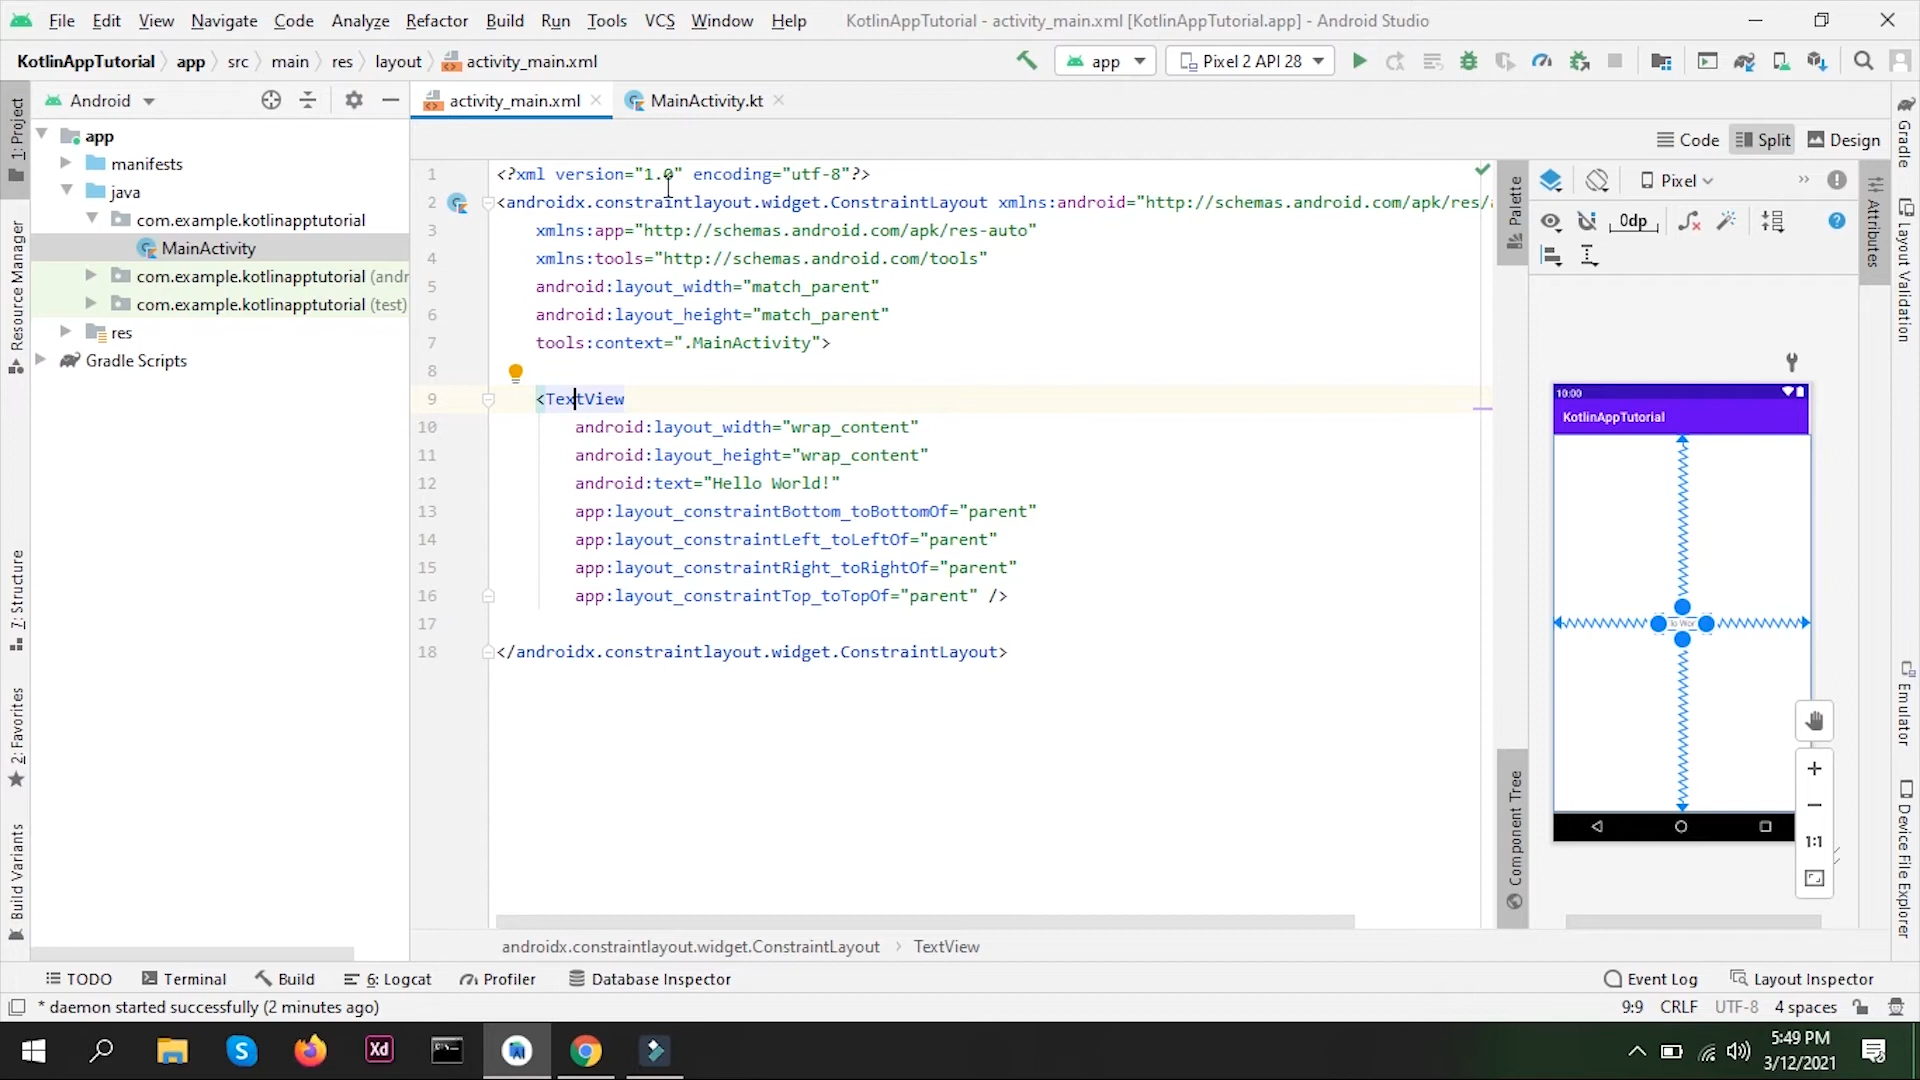 File Edit View Navigate Code Analyze Refactor Build Run Tools VCS Window Help KotlinAppTutorial - activity_main.xml [KotlinAppTutorial.app] - Android Studio
KotlinAppTutorial app src main res layout activity_main.xml app Pixel 2 API 28
Android activity_main.xml MainActivity.kt
Code Split Design
1: Project
Resource Manager
7: Structure
2: Favorites
Build Variants
app
manifests
java
com.example.kotlinapptutorial
MainActivity
com.example.kotlinapptutorial (andr
com.example.kotlinapptutorial (test)
res
Gradle Scripts
1 <?xml version="1.0" encoding="utf-8"?>
2 <androidx.constraintlayout.widget.ConstraintLayout xmlns:android="http://schemas.android.com/apk/res/a
3 xmlns:app="http://schemas.android.com/apk/res-auto"
4 xmlns:tools="http://schemas.android.com/tools"
5 android:layout_width="match_parent"
6 android:layout_height="match_parent"
7 tools:context=".MainActivity">
8
9 <TextView
10 android:layout_width="wrap_content"
11 android:layout_height="wrap_content"
12 android:text="Hello World!"
13 app:layout_constraintBottom_toBottomOf="parent"
14 app:layout_constraintLeft_toLeftOf="parent"
15 app:layout_constraintRight_toRightOf="parent"
16 app:layout_constraintTop_toTopOf="parent" />
17
18 </androidx.constraintlayout.widget.ConstraintLayout>
Palette
Component Tree
Pixel
0dp
10:00
KotlinAppTutorial
lo Wor
1:1
Attributes
Gradle
Layout Validation
Emulator
Device File Explorer
androidx.constraintlayout.widget.ConstraintLayout › TextView
TODO Terminal Build 6: Logcat Profiler Database Inspector Event Log Layout Inspector
* daemon started successfully (2 minutes ago) 9:9 CRLF UTF-8 4 spaces
Xd
5:49 PM
3/12/2021